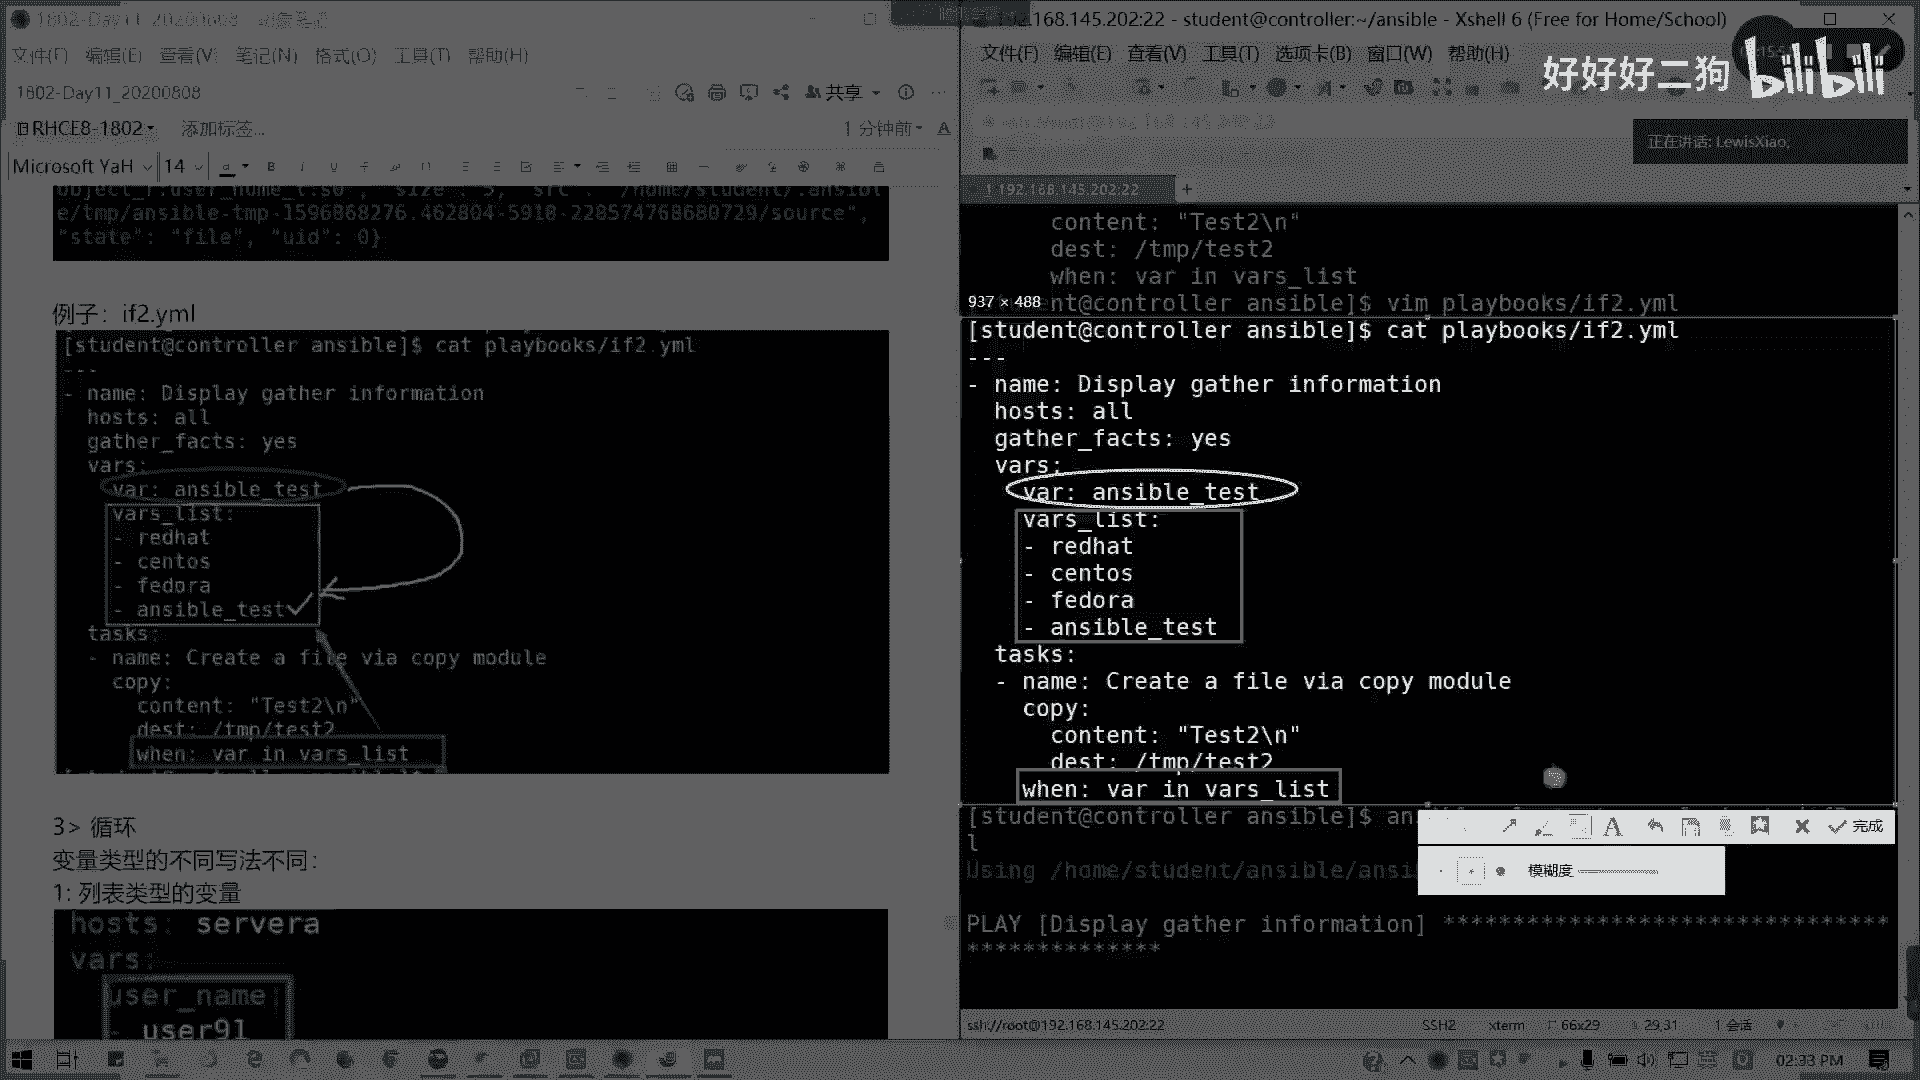 1802-Day11_20200808
文件(F) 编辑(E) 查看(V) 笔记(N) 格式(O) 工具(T) 帮助(H)
1802-Day11_20200808
共享
RHCE8-1802
添加标签...
1 分钟前
Microsoft YaH
14
e/tmp/ansible-tmp-1596868276.462804-5918-228574768680729/source",
"state": "file", "uid": 0}
例子：if2.yml
[student@controller ansible]$ cat playbooks/if2.yml
---
- name: Display gather information
hosts: all
gather_facts: yes
vars:
var: ansible_test
vars_list:
- redhat
- centos
- fedora
- ansible_test
tasks:
- name: Create a file via copy module
copy:
content: "Test2\n"
dest: /tmp/test2
when: var in vars_list
3> 循环
变量类型的不同写法不同：
1: 列表类型的变量
hosts: servera
vars:
user_name:
- user91
192.168.145.202:22 - student@controller:~/ansible - Xshell 6 (Free for Home/School)
文件(F) 编辑(E) 查看(V) 工具(T) 选项卡(B) 窗口(W) 帮助(H)
好好好二狗
bilibili
正在讲话: LewisXiao;
1 192.168.145.202:22
content: "Test2\n"
dest: /tmp/test2
when: var in vars_list
937 × 488
nt@controller ansible]$ vim playbooks/if2.yml
[student@controller ansible]$ cat playbooks/if2.yml
---
- name: Display gather information
hosts: all
gather_facts: yes
vars:
var: ansible_test
vars_list:
- redhat
- centos
- fedora
- ansible_test
tasks:
- name: Create a file via copy module
copy:
content: "Test2\n"
dest: /tmp/test2
when: var in vars_list
[student@controller ansible]$ an
l
Using /home/student/ansible/ansi
完成
模糊度
PLAY [Display gather information] *********************************
**************
ssh://root@192.168.145.202:22
SSH2
xterm
66x29
29,31
1 会话
02:33 PM